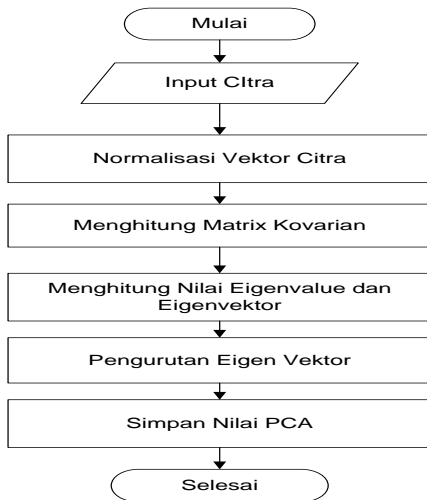 Mulai
Input CItra
Normalisasi Vektor Citra
Menghitung Matrix Kovarian
Menghitung Nilai Eigenvalue dan
Eigenvektor
Pengurutan Eigen Vektor
Simpan Nilai PCA
Selesai